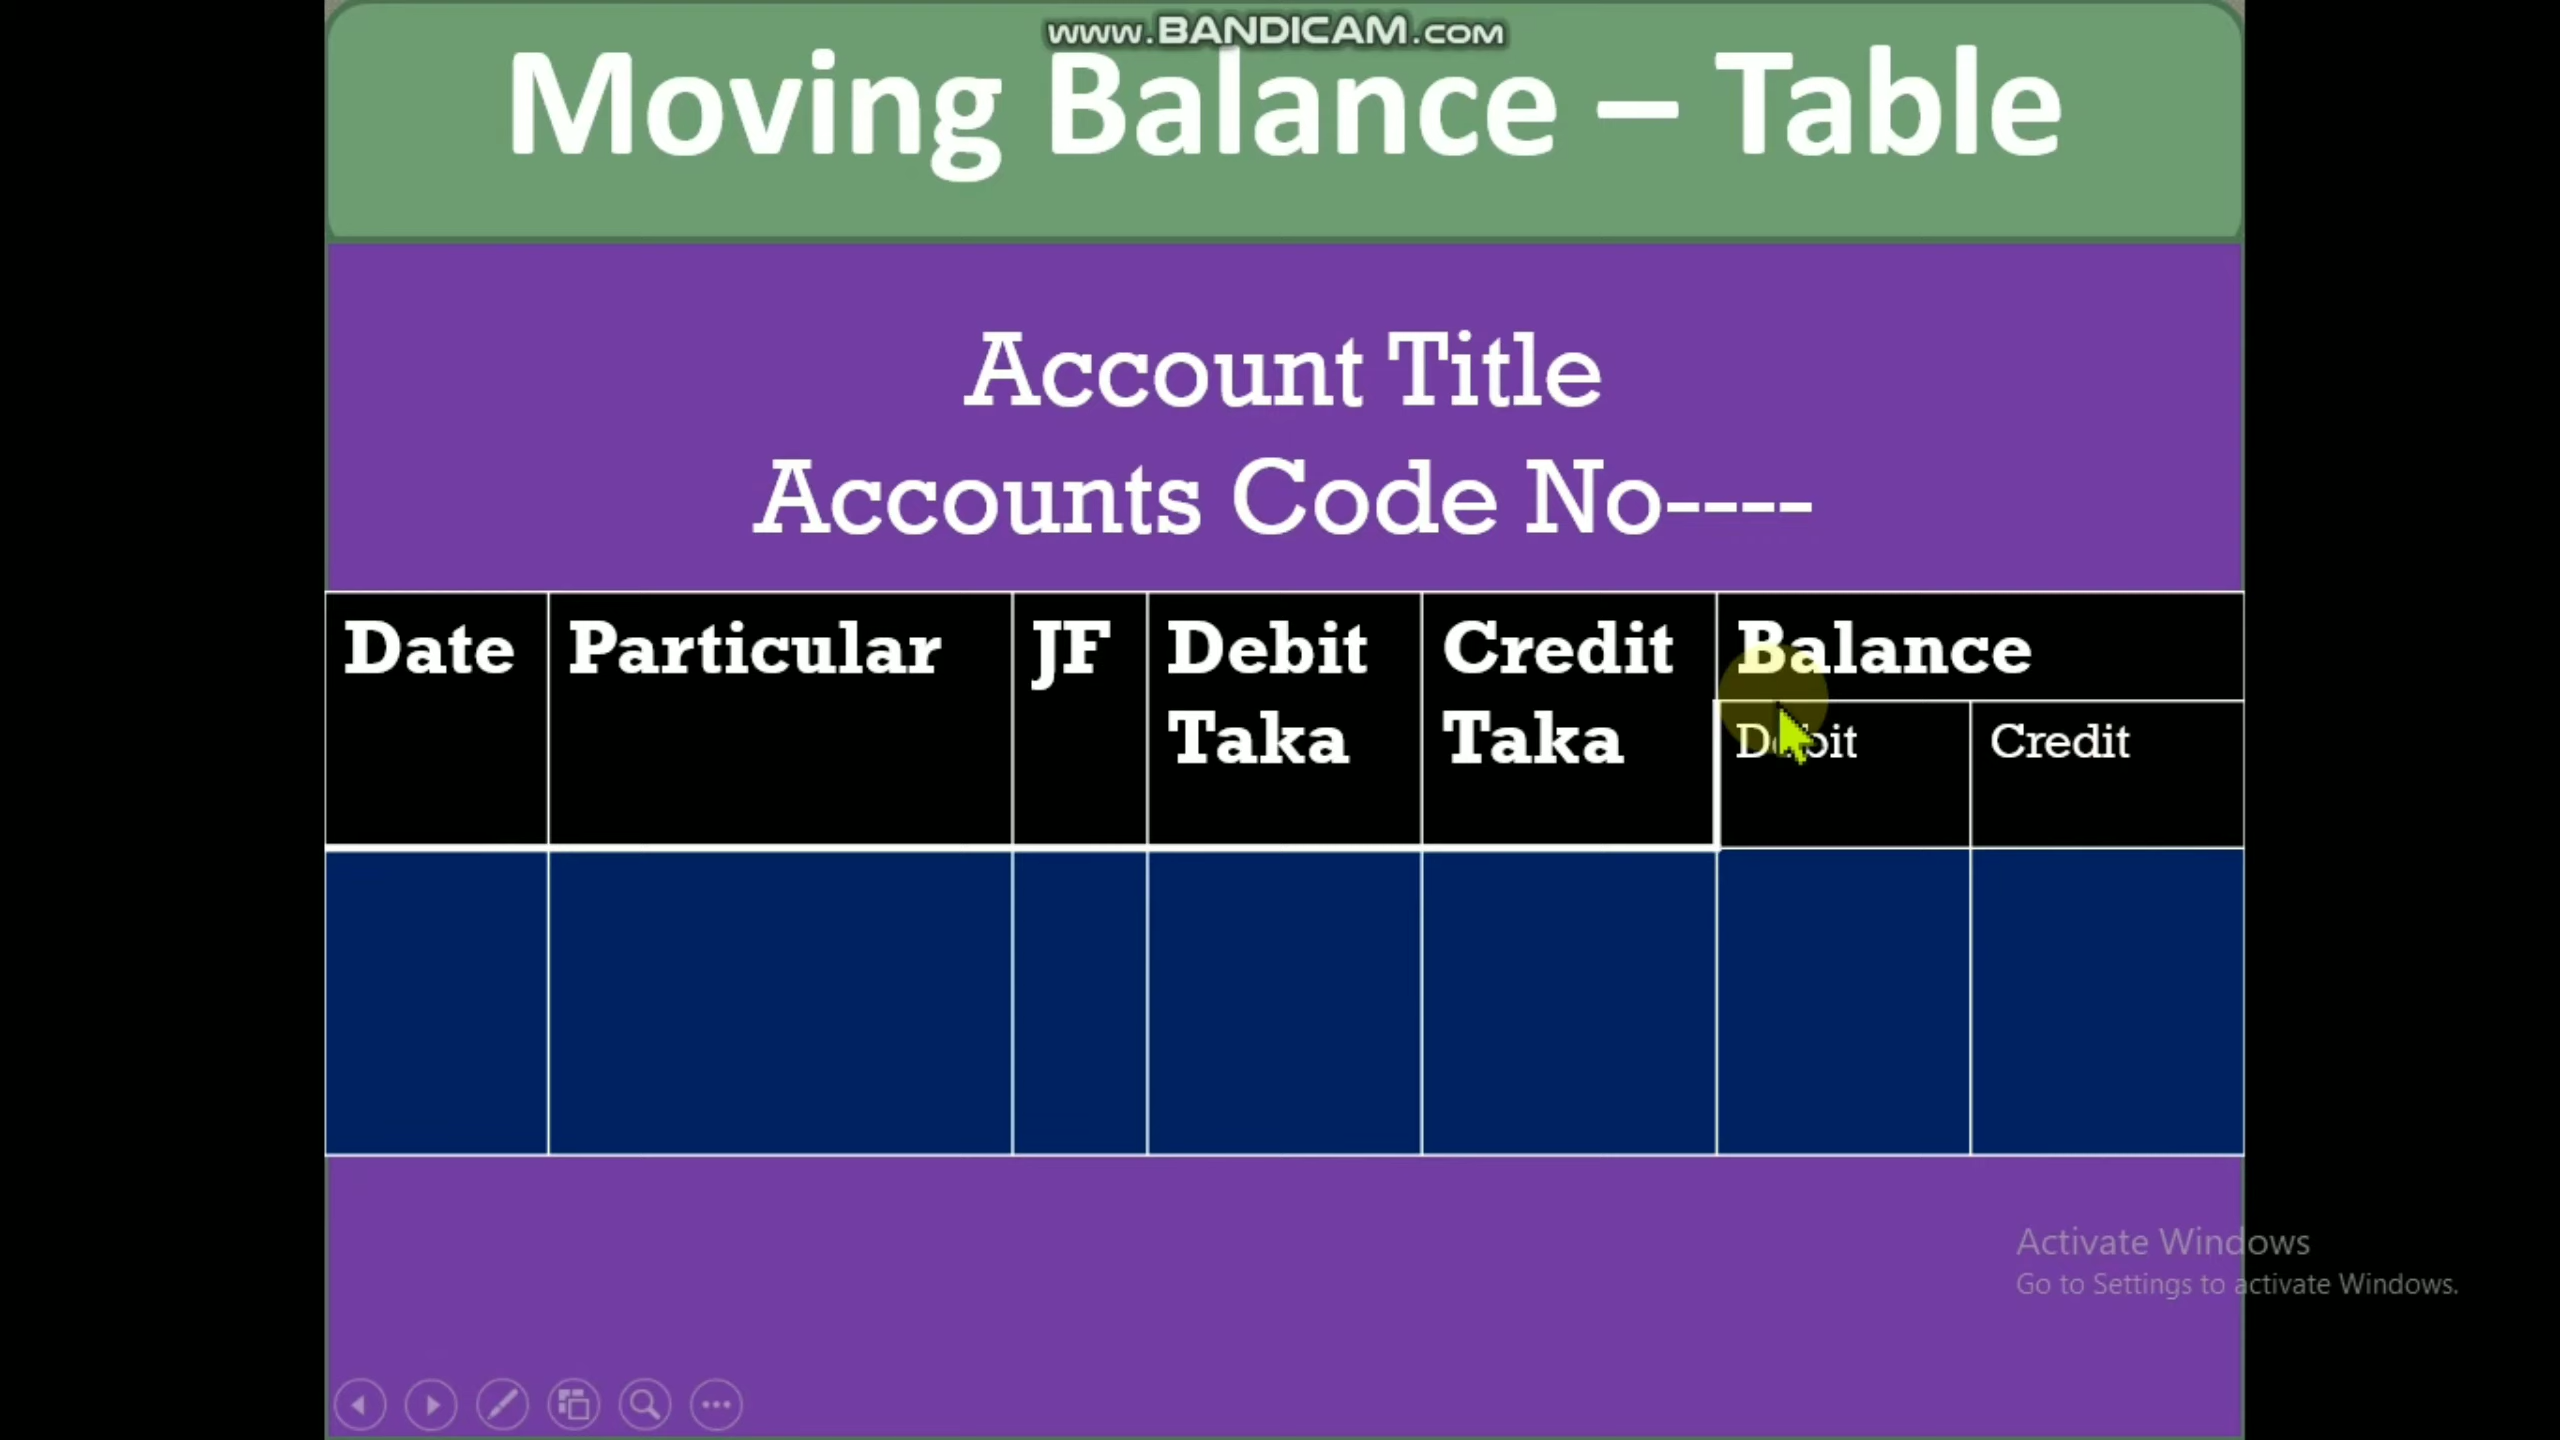 www.BANDICAM.com
Moving Balance – Table
Account Title
Accounts Code No----
Date Particular JF Debit Taka Credit Taka Balance
Debit Credit
Activate Windows
Go to Settings to activate Windows.